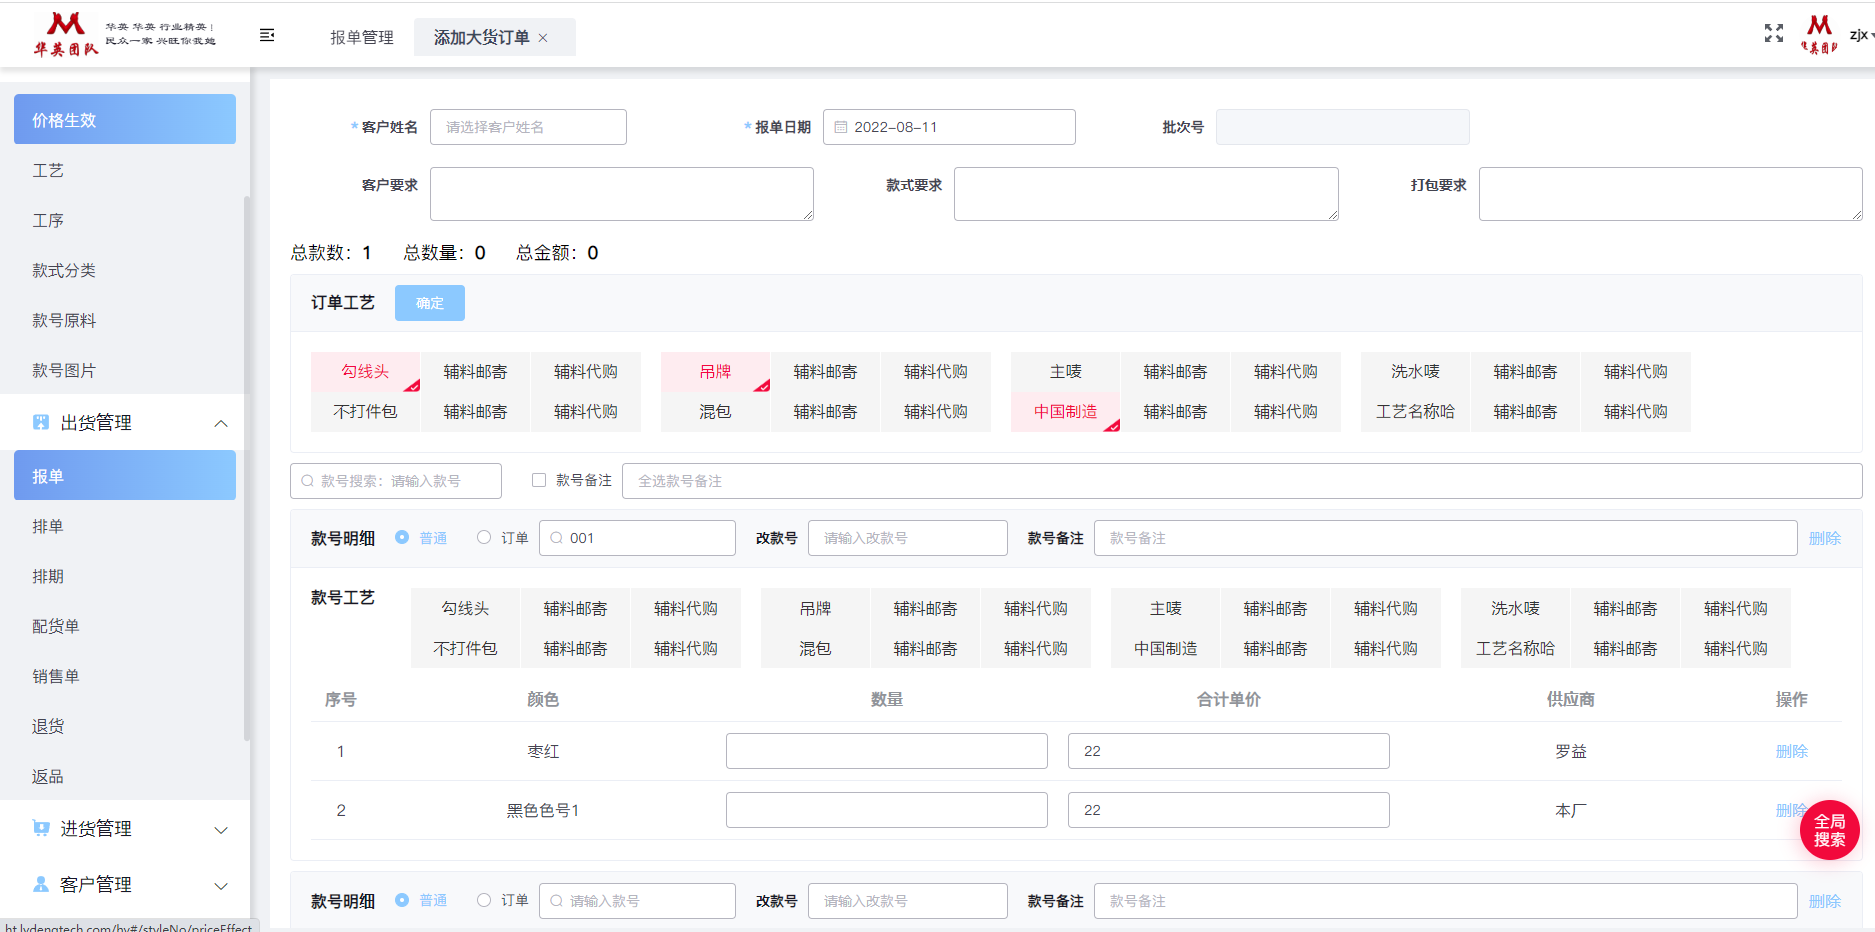 华英团队
华英 华英 行业精英！
民众一家 兴旺你我她
报单管理
添加大货订单 ×
华英团队
zjx
价格生效
工艺
工序
款式分类
款号原料
款号图片
出货管理
报单
排单
排期
配货单
销售单
退货
返品
进货管理
客户管理
ht.lydengtech.com/hy#/styleNo/priceEffect
* 客户姓名 请选择客户姓名 * 报单日期 2022-08-11 批次号
客户要求 款式要求 打包要求
总款数：1 总数量：0 总金额：0
订单工艺 确定
勾线头 辅料邮寄 辅料代购 吊牌 辅料邮寄 辅料代购 主唛 辅料邮寄 辅料代购 洗水唛 辅料邮寄 辅料代购
不打件包 辅料邮寄 辅料代购 混包 辅料邮寄 辅料代购 中国制造 辅料邮寄 辅料代购 工艺名称哈 辅料邮寄 辅料代购
款号搜索：请输入款号 款号备注 全选款号备注
款号明细 普通 订单 001 改款号 请输入改款号 款号备注 款号备注 删除
款号工艺 勾线头 辅料邮寄 辅料代购 吊牌 辅料邮寄 辅料代购 主唛 辅料邮寄 辅料代购 洗水唛 辅料邮寄 辅料代购
不打件包 辅料邮寄 辅料代购 混包 辅料邮寄 辅料代购 中国制造 辅料邮寄 辅料代购 工艺名称哈 辅料邮寄 辅料代购
序号 颜色 数量 合计单价 供应商 操作
1 枣红 22 罗益 删除
2 黑色色号1 22 本厂 删除
全局
搜索
款号明细 普通 订单 请输入款号 改款号 请输入改款号 款号备注 款号备注 删除